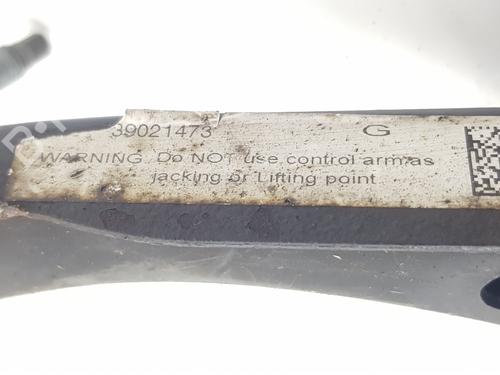 39021473 G
WARNING. Do NOT use control arm as
jacking or Lifting point